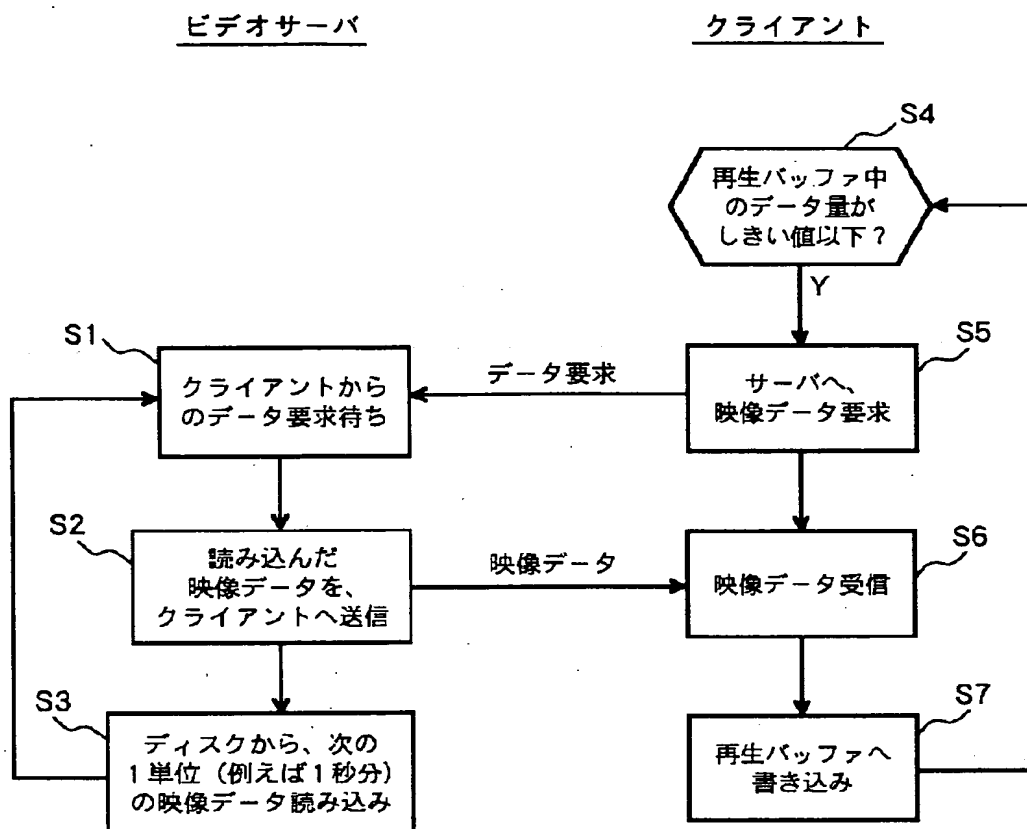 ビデオサーバ
クライアント
S4
再生バッファ中
のデータ量が
しきい値以下？
Y
S1
クライアントから
のデータ要求待ち
データ要求
S5
サーバへ、
映像データ要求
S2
読み込んだ
映像データを、
クライアントへ送信
映像データ
S6
映像データ受信
S3
ディスクから、次の
1単位（例えば1秒分）
の映像データ読み込み
S7
再生バッファへ
書き込み